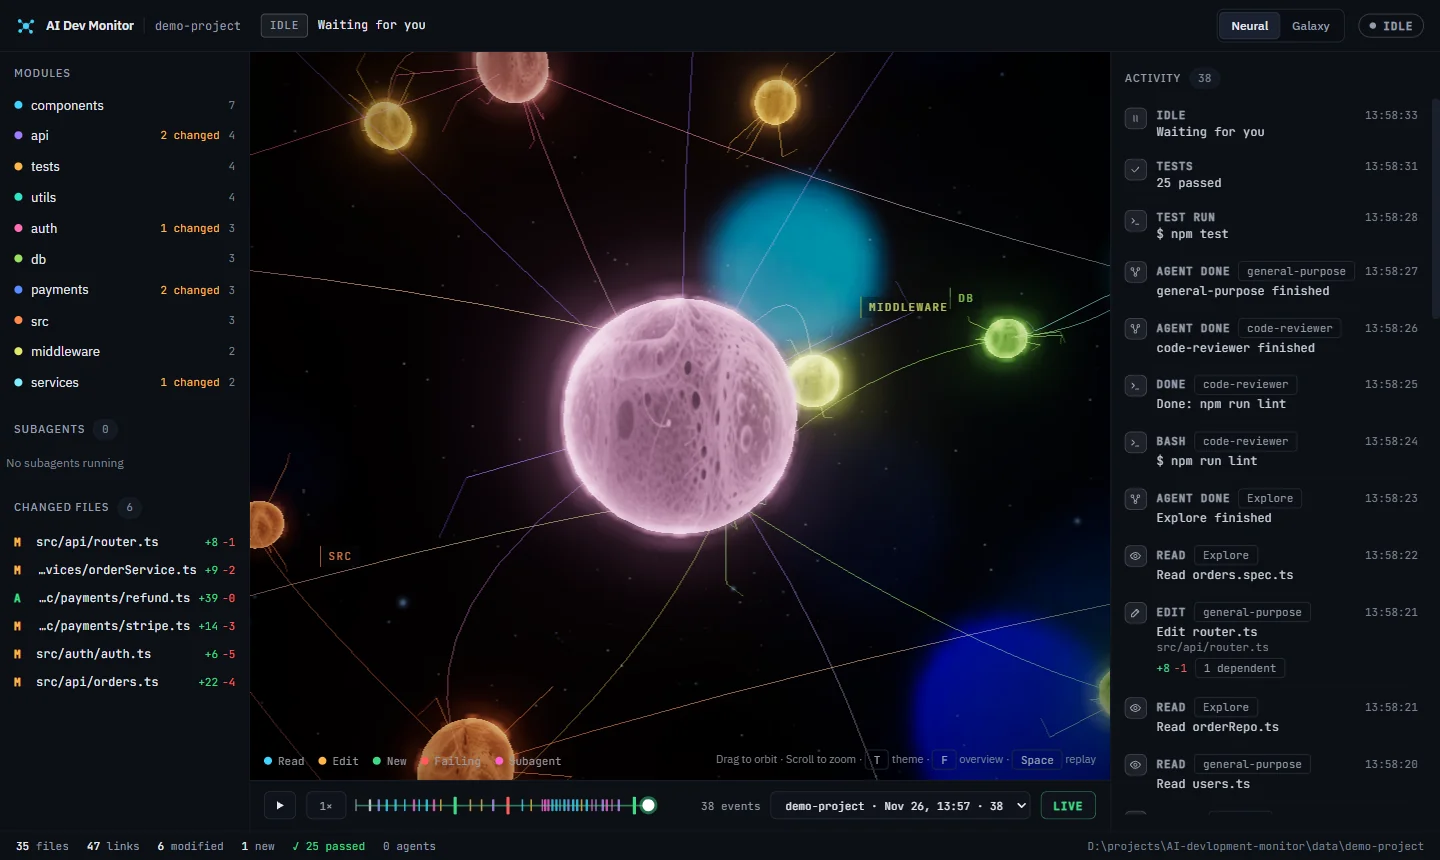 AI Dev Monitor demo-project IDLE Waiting for you Neural Galaxy IDLE
MODULES
components 7
api 2 changed 4
tests 4
utils 4
auth 1 changed 3
db 3
payments 2 changed 3
src 3
middleware 2
services 1 changed 2
SUBAGENTS 0
No subagents running
CHANGED FILES 6
M src/api/router.ts +8 -1
M …vices/orderService.ts +9 -2
A …c/payments/refund.ts +39 -0
M …c/payments/stripe.ts +14 -3
M src/auth/auth.ts +6 -5
M src/api/orders.ts +22 -4
MIDDLEWARE
DB
SRC
Read Edit New Failing Subagent
Drag to orbit · Scroll to zoom · T theme · F overview · Space replay
1× 38 events demo-project · Nov 26, 13:57 · 38 LIVE
ACTIVITY 38
IDLE 13:58:33
Waiting for you
TESTS 13:58:31
25 passed
TEST RUN 13:58:28
$ npm test
AGENT DONE general-purpose 13:58:27
general-purpose finished
AGENT DONE code-reviewer 13:58:26
code-reviewer finished
DONE code-reviewer 13:58:25
Done: npm run lint
BASH code-reviewer 13:58:24
$ npm run lint
AGENT DONE Explore 13:58:23
Explore finished
READ Explore 13:58:22
Read orders.spec.ts
EDIT general-purpose 13:58:21
Edit router.ts
src/api/router.ts
+8 -1 1 dependent
READ Explore 13:58:21
Read orderRepo.ts
READ general-purpose 13:58:20
Read users.ts
35 files 47 links 6 modified 1 new ✓ 25 passed 0 agents D:\projects\AI-devlopment-monitor\data\demo-project